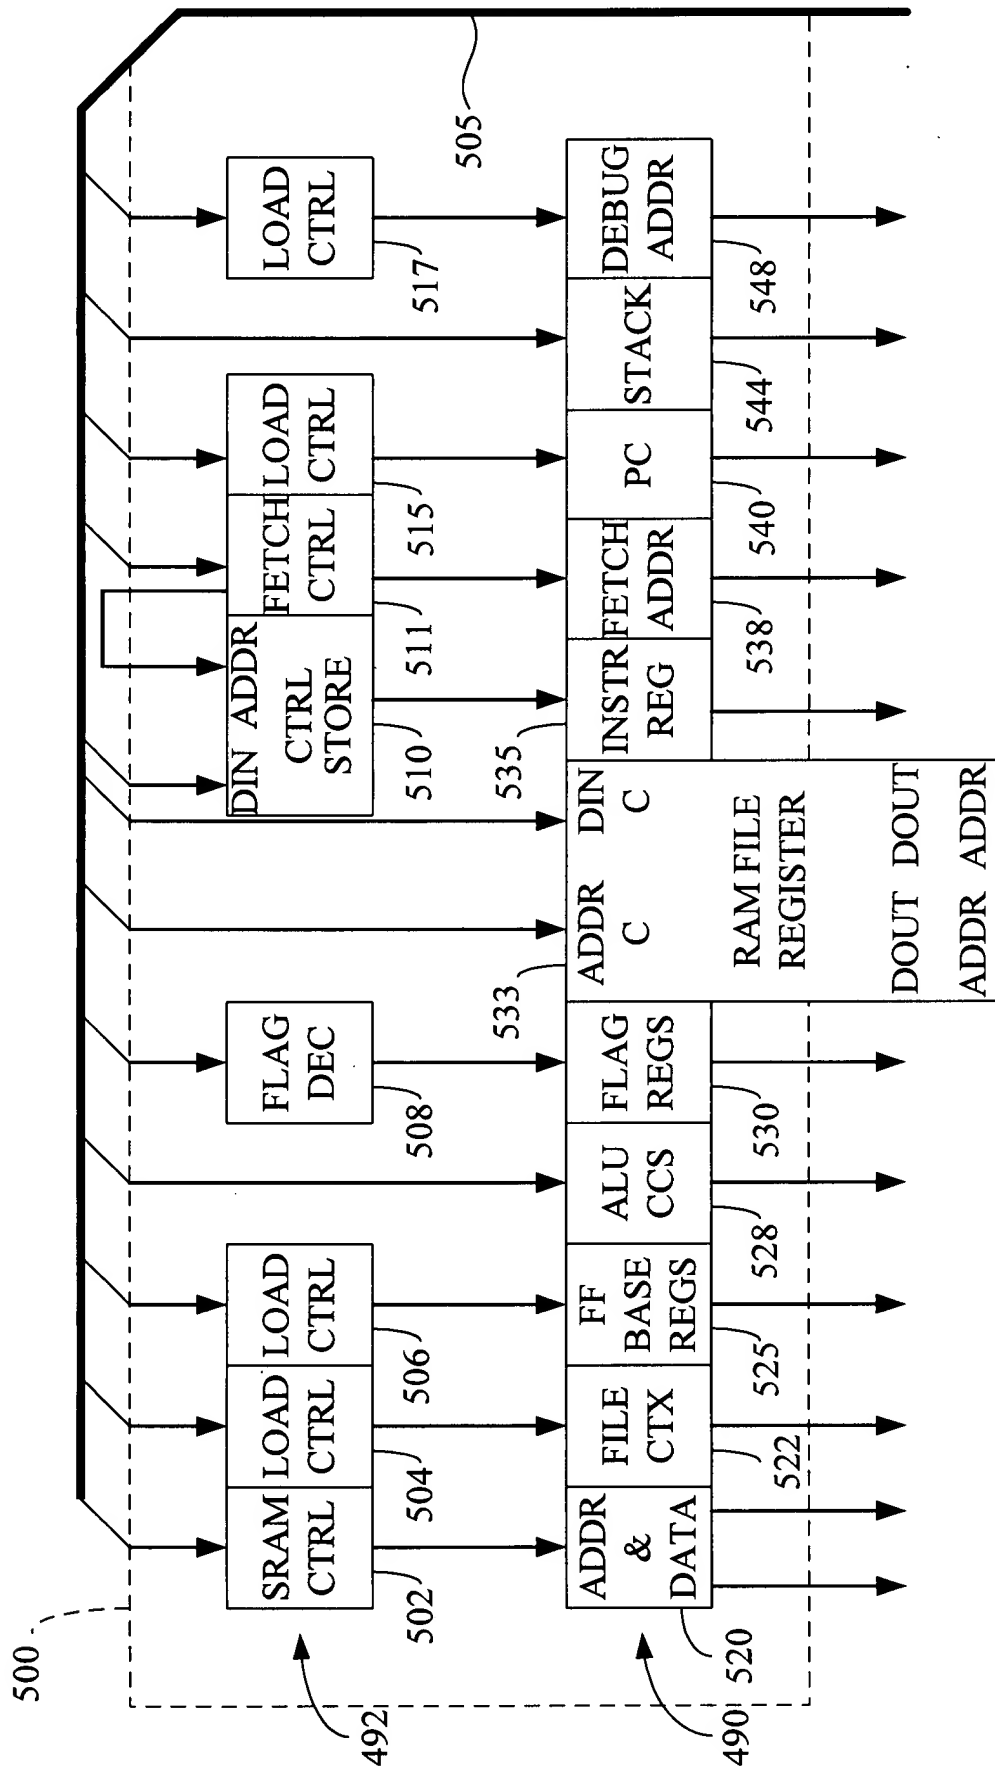 500
SRAM
CTRL
LOAD
CTRL
LOAD
CTRL
FLAG
DEC
DIN ADDR
CTRL
STORE
FETCH
CTRL
LOAD
CTRL
LOAD
CTRL
492
502
504
506
508
510
511
515
517
505
533
535
ADDR
&
DATA
FILE
CTX
FF
BASE
REGS
ALU
CCS
FLAG
REGS
ADDR DIN
C C
RAM FILE
REGISTER
DOUT DOUT
ADDR ADDR
INSTR
REG
FETCH
ADDR
PC
STACK
DEBUG
ADDR
490
520
522
525
528
530
538
540
544
548